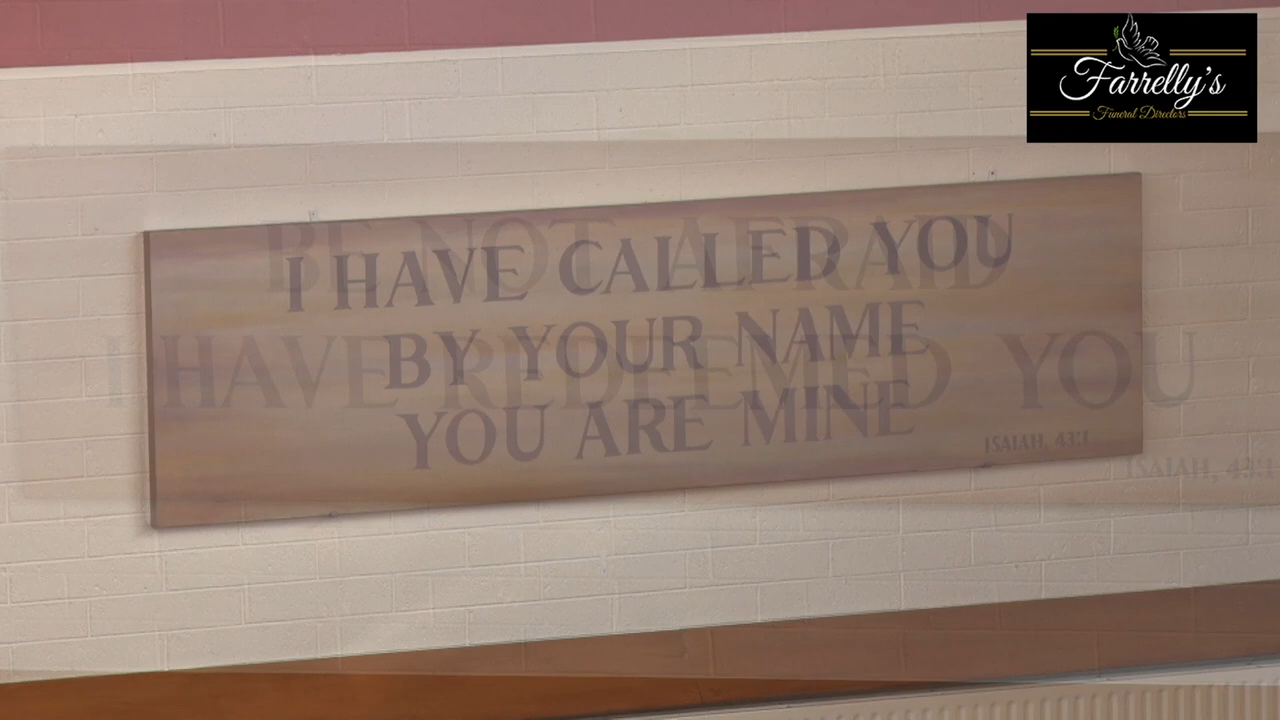 Farrelly's
Funeral Directors
BE NOT AFRAID
I HAVE REDEEMED YOU
ISAIAH, 43:1
I HAVE CALLED YOU
BY YOUR NAME
YOU ARE MINE
ISAIAH, 43:1